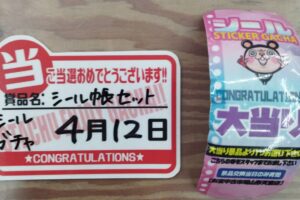 当
ご当選おめでとうございます!!
賞品名:シール帳セット
シール
ガチャ
4月12日
★CONGRATULATIONS★
シール
STICKER GACHA
CONGRATULATIONS
大当り